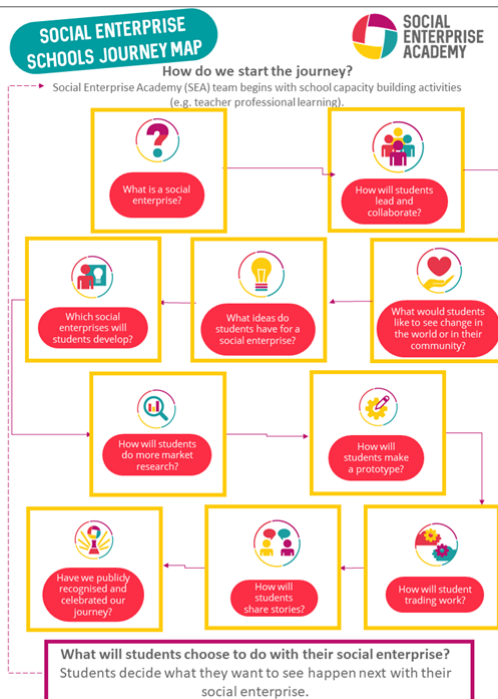 SOCIAL ENTERPRISE
SCHOOLS JOURNEY MAP
SOCIAL
ENTERPRISE
ACADEMY
How do we start the journey?
Social Enterprise Academy (SEA) team begins with school capacity building activities
(e.g. teacher professional learning).
What is a social
enterprise?
How will students
lead and
collaborate?
What would students
like to see change in
the world or in their
community?
What ideas do
students have for a
social enterprise?
Which social
enterprises will
students develop?
How will students
do more market
research?
How will
students make
a prototype?
How will student
trading work?
How will
students
share stories?
Have we publicly
recognised and
celebrated our
journey?
What will students choose to do with their social enterprise?
Students decide what they want to see happen next with their
social enterprise.